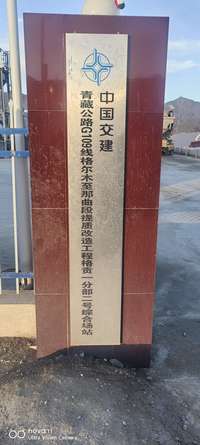 中国交建
青藏公路G109线格尔木至那曲段提质改造工程格贡一分部二号综合场站
nova 11
Ultra Vision Camera